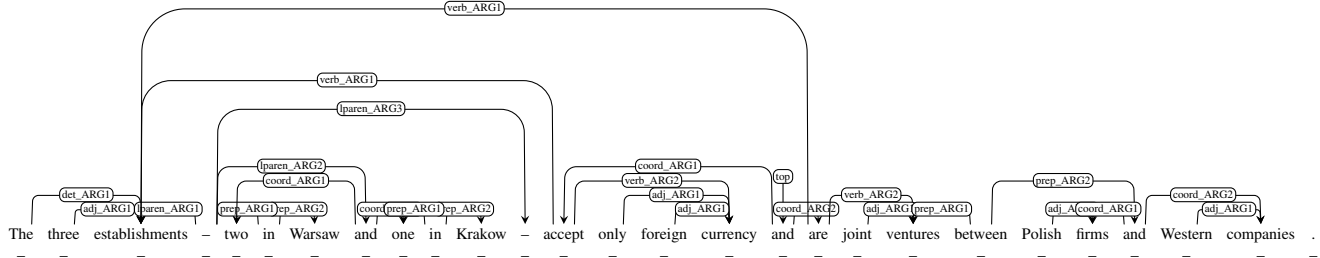 verb_ARG1
verb_ARG1
lparen_ARG3
lparen_ARG2 coord_ARG1
coord_ARG1 verb_ARG2 top prep_ARG2
det_ARG1 adj_ARG1 verb_ARG2 coord_ARG2
adj_ARG1 lparen_ARG1 prep_ARG1 prep_ARG1 adj_ARG1 coord_ARG2 prep_ARG1 coord_ARG1 adj_ARG1
The three establishments – two in Warsaw and one in Krakow – accept only foreign currency and are joint ventures between Polish firms and Western companies .
– – – – – – – – – – – – – – – – – – – – – – – – – – – –